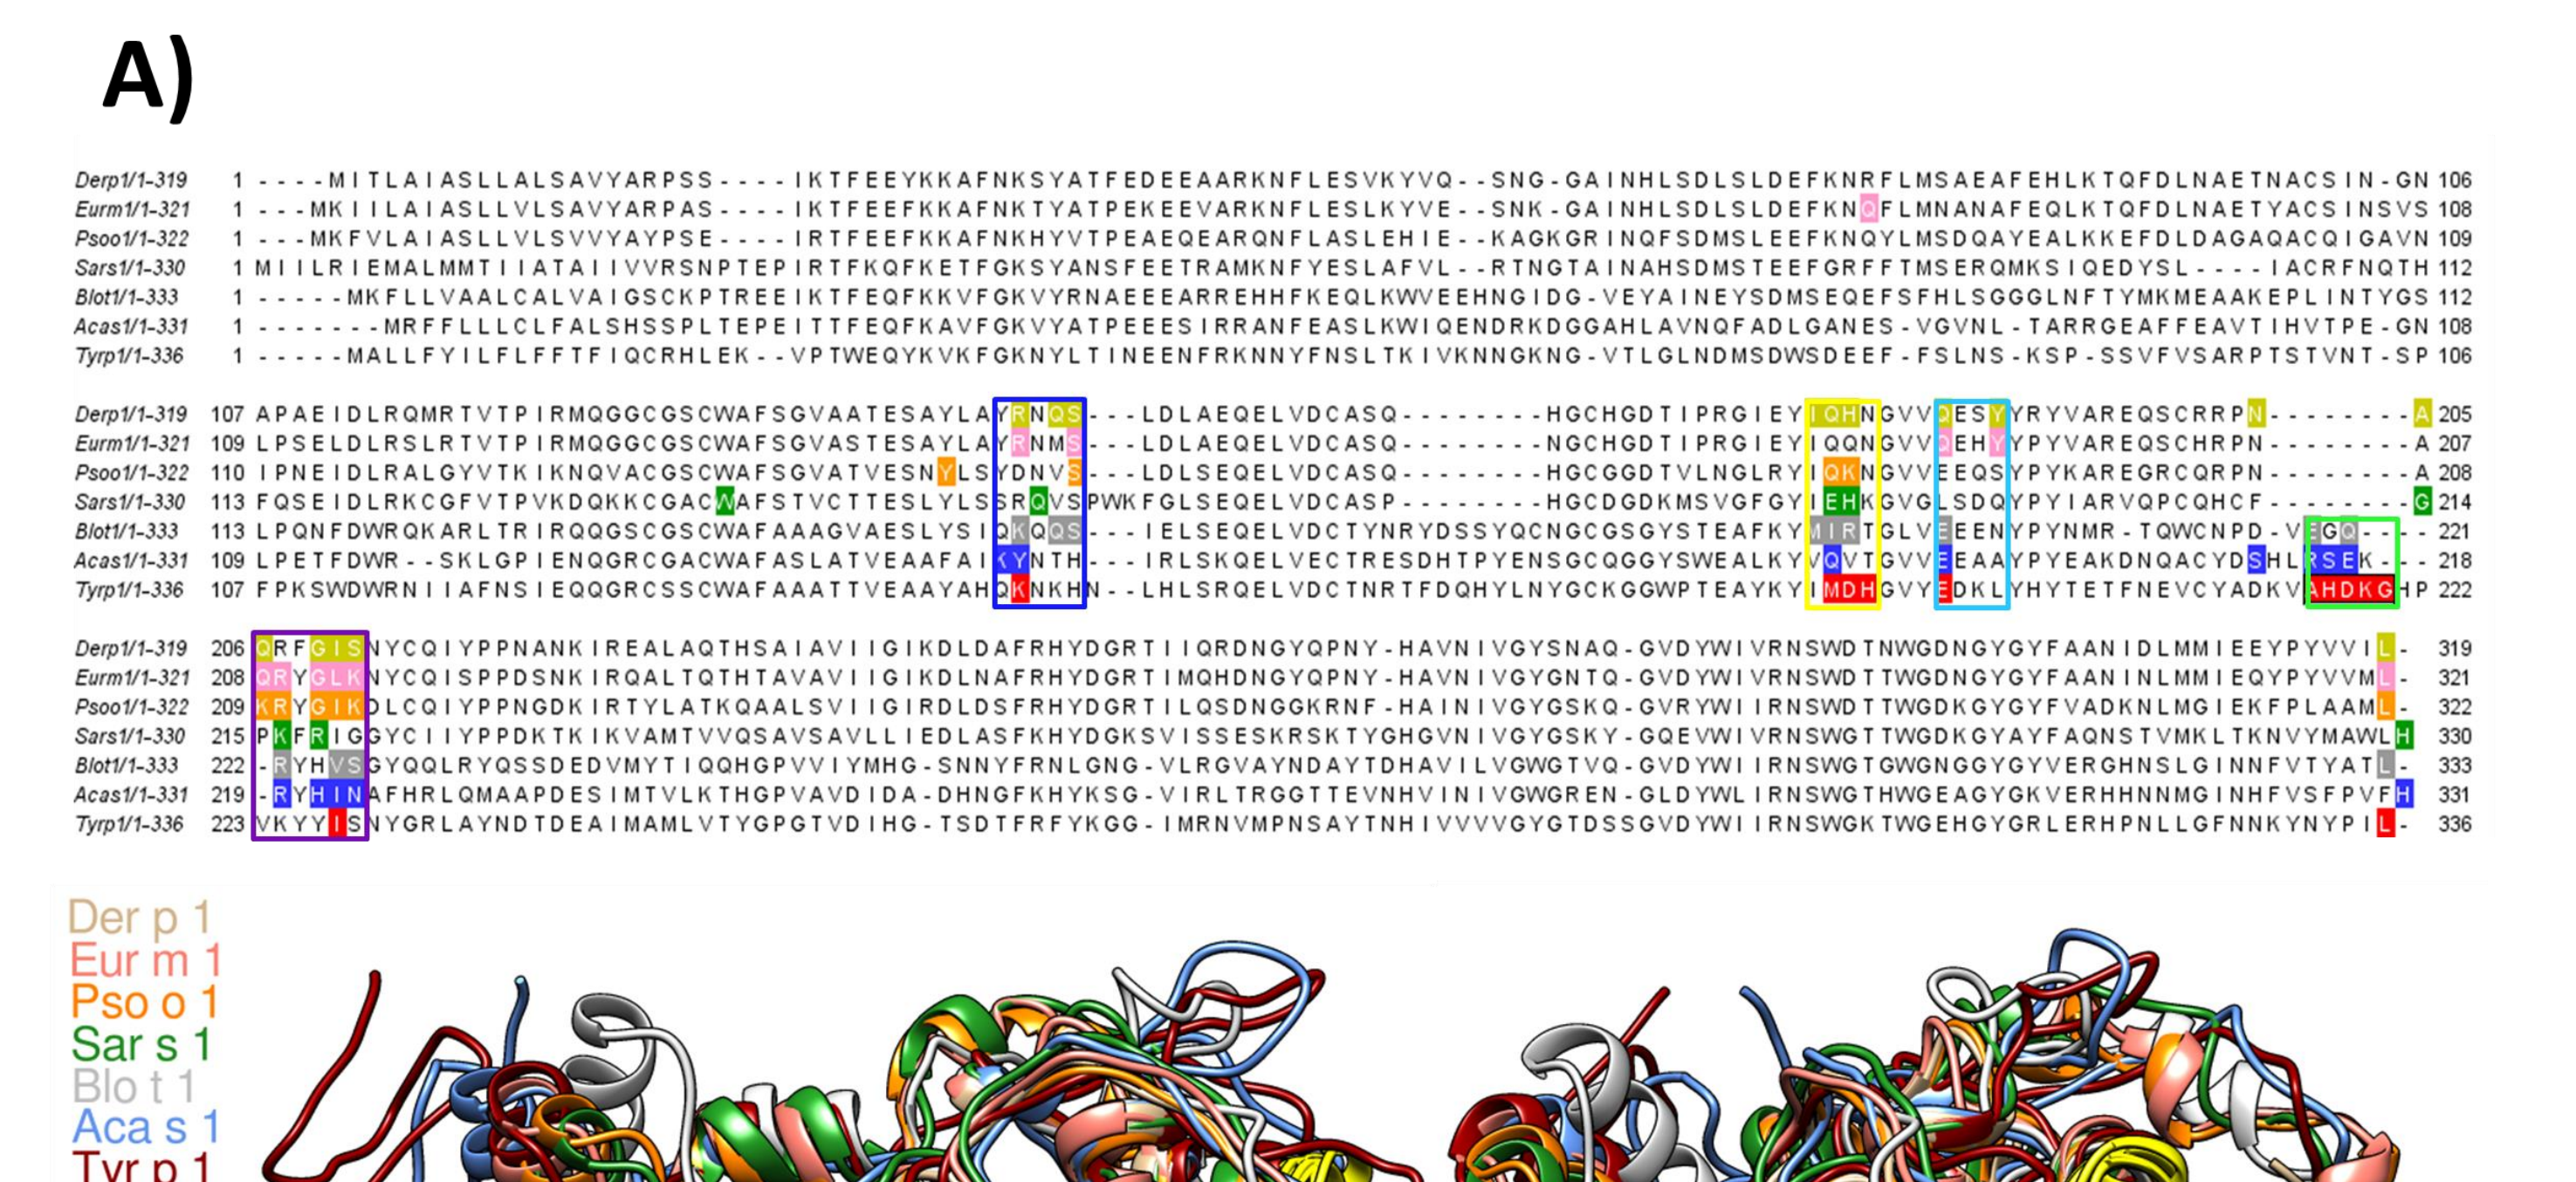 A)
Derp1/1-319 1 ----MITLAIASLLALSAVYARPSS----IKTFEEYKKAFNKSYATFEDEEAARKNFLESVKYVQ--SNG-GAINHLSDLSLDEFKNRFLMSAEAFEHLKTQFDLNAETNACSIN-GN 106
Eurm1/1-321 1 ---MKIILAIASLLVLSAVYARPAS----IKTFEEFKKAFNKTYATPEKEEVARKNFLESLKYVE--SNK-GAINHLSDLSLDEFKNQFLMNANAFEQLKTQFDLNAETYACSINSVS 108
Psoo1/1-322 1 ---MKFVLAIASLLVLSVVYAYPSE----IRTFEEFKKAFNKHYVTPEAEQEARQNFLASLEHIE--KAGKGRINQFSDMSLEEFKNQYLMSDQAYEALKKEFDLDAGAQACQIGAVN 109
Sars1/1-330 1 MIILRIEMALMMTIIATAIIVVRSNPTEPIRTFKQFKETFGKSYANSFEETRAMKNFYESLAFVL--RTNGTAINAHSDMSTEEFGRFFTMSERQMKSIQEDYSL----IACRFNQTH 112
Blot1/1-333 1 -----MKFLLVAALCALVAIGSCKPTREEIKTFEQFKKVFGKVYRNAEEEEARREHHFKEQLKWVEEHNGIDG-VEYAINEYSDMSEQEFSFHLSGGGLNFTYMKMEAAKEPLINTYGS 112
Acas1/1-331 1 -------MRFFLLLCLFALSHSSPLTEPEITTFEQFKAVFGKVYATPEEEESIRRANFEASLKWIQENDRKDGGAHLAVNQFADLGANES-VGVNL-TARRGEAFFEAVTIHVTPE-GN 108
Tyrp1/1-336 1 -----MALLFYILFLFFTFIQCRHLEK--VPTWEQYKVKFGKNYLTINEENFRKNNYFNSLTKIVKNNGKNG-VTLGLNDMSDWSDEEF-FSLNS-KSP-SSVFVSARPTSTVNT-SP 106
Derp1/1-319 107 APAEIDLRQMRTVTPIRMQGGCGSCWAFSGVAATESAYLAYRNQS---LDLAEQELVDCASQ--------HGCHGDTIPRGIEYIQHNGVVQESYYRYVAREQSCRRPN--------A 205
Eurm1/1-321 109 LPSELDLRSLRTVTPIRMQGGCGSCWAFSGVASTESAYLAYRNMS---LDLAEQELVDCASQ--------NGCHGDTIPRGIEYIQQNGVVQEHYYPYVAREQSCHRPN--------A 207
Psoo1/1-322 110 IPNEIDLRALGYVTKIKNQVACGSCWAFSGVATVESNYLSYDNVS---LDLSEQELVDCASQ--------HGCGGDTVLNGLRYIQKNGVVEEQSYPYKAREGRCQRPN--------A 208
Sars1/1-330 113 FQSEIDLRKCGFVTPVKDQKKCGACWAFSTVCTTESLYLSSRQVSPWKFGLSEQELVDCASP--------HGCDGDKMSVGFGYIEHKGVGLSDQYPYIARVQPCQHCF--------G 214
Blot1/1-333 113 LPQNFDWRQKARLTRIRQQGSCGSCWAFAAAGVAESLYSIQKQQS---IELSEQELVDCTYNRYDSSYQCNGCGSGYSTEAFKYMIRTGLVEEENYPYNMR-TQWCNPD-VEGQ---- 221
Acas1/1-331 109 LPETFDWR--SKLGPIENQGRCGSCWAFASLATVEAAFAIKYNTH---IRLSKQELVECTRESDHTPYENSGCQGGYSWEALKYVQVTGVVEEAAYPYEAKDNQACYDSHLRSEK--- 218
Tyrp1/1-336 107 FPKSWDWRNIIAFNSIEQQGRCSSCWAFAAATTVEAAYAHQKNKHN--LHLSRQELVDCTNRTFDQHYLNYGCKGGWPTEAYKYIMDHGVYEDKLYHYTETFNEVCYADKVAHDKGHP 222
Derp1/1-319 206 QRFGISNYCQIYPPNANKIREALAQTHSAIAVIIGIKDLDAFRHYDGRTIIQRDNGYQPNY-HAVNIVGYSNAQ-GVDYWIVRNSWDTNWGDNGYGYFAANIDLMMIEEYPYVVIL- 319
Eurm1/1-321 208 QRYGLKNYCQISPPDSNKIRQALTQTHTAVAVIIGIKDLNAFRHYDGRTIMQHDNGYQPNY-HAVNIVGYGNTQ-GVDYWIVRNSWDTTWGDNGYGYFAANINLMMIEQYPYVVML- 321
Psoo1/1-322 209 KRYGIKDLCQIYPPNGDKIRTYLATKQAALSVIIGIRDLDSFRHYDGRTILQSDNGGKRNF-HAINIVGYGSKQ-GVRYWIIRNSWDTTWGDKGYGYFVADKNLMGIEKFPLAAML- 322
Sars1/1-330 215 PKFRIGGYCIIYPPDKTKIKVAMTVVQSAVSAVLLIEDLASFKHYDGKSVISSESKRSKTYGHGVNIVGYGSKY-GQEVWIVRNSWGTTWGDKGYAYFAQNSTVMKLTKNVYMAWLH 330
Blot1/1-333 222 -RYHVSGYQQLRYQSSDEDVMYTIQQHGPVVIYMHG-SNNYFRNLGNG-VLRGVAYNDAYTDHAVILVGWGTVQ-GVDYWIIRNSWGTGWGNGGYGYVERGHNSLGINNFVTYATL- 333
Acas1/1-331 219 -RYHINAFHRLQMAAPDESIMTVLKTHGPVAVDIDA-DHNGFKHYKSG-VIRLTRGGTTEVNHVINIVGWGREN-GLDYWLIRNSWGTHWGEAGYGKVERHHNNMGINHFVSFPVFH 331
Tyrp1/1-336 223 VKYYISNYGRLAYNDTDEAIMAMLVTYGPGTVDIHG-TSDTFRFYKGG-IMRNVMPNSAYTNHIVVVVGYGTDSSGVDYWIIRNSWGKTWGEHGYGRLERHPNLLGFNNKYNYPIL- 336
Der p 1
Eur m 1
Pso o 1
Sar s 1
Blo t 1
Aca s 1
Tyr p 1